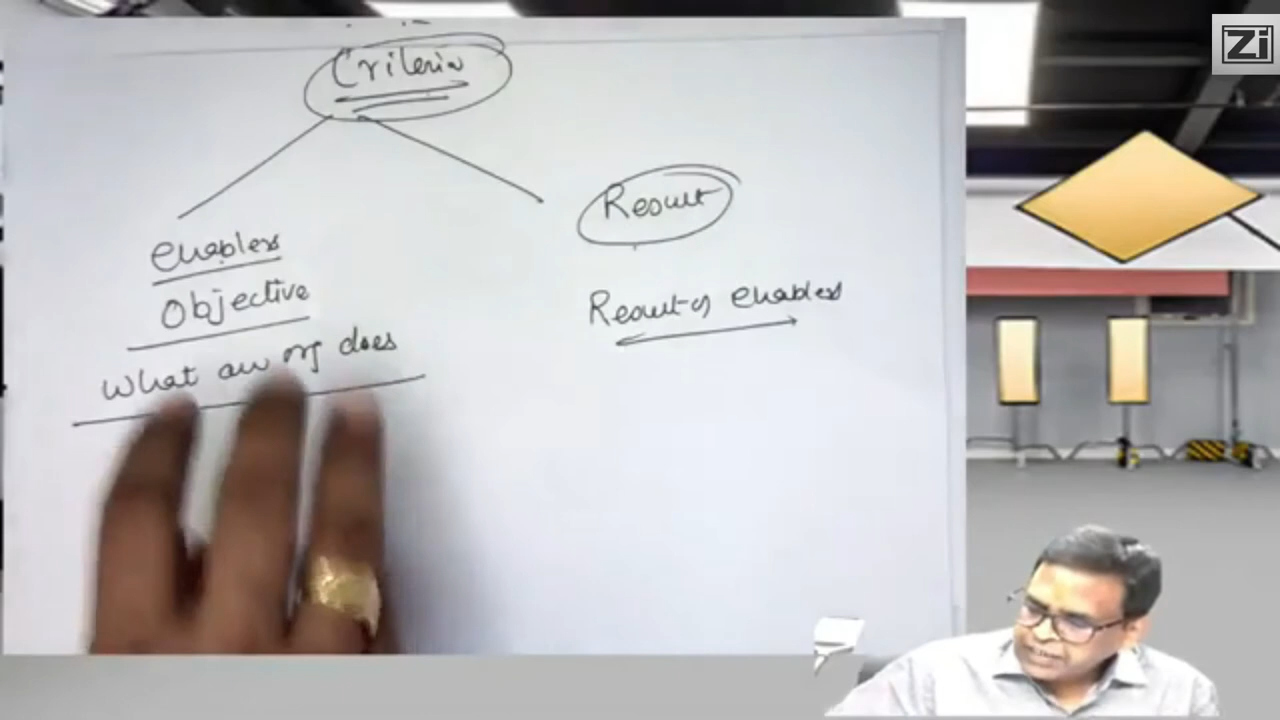 Criteria
Result
enablers
Objective
Result of enablers
What an org does
Zi